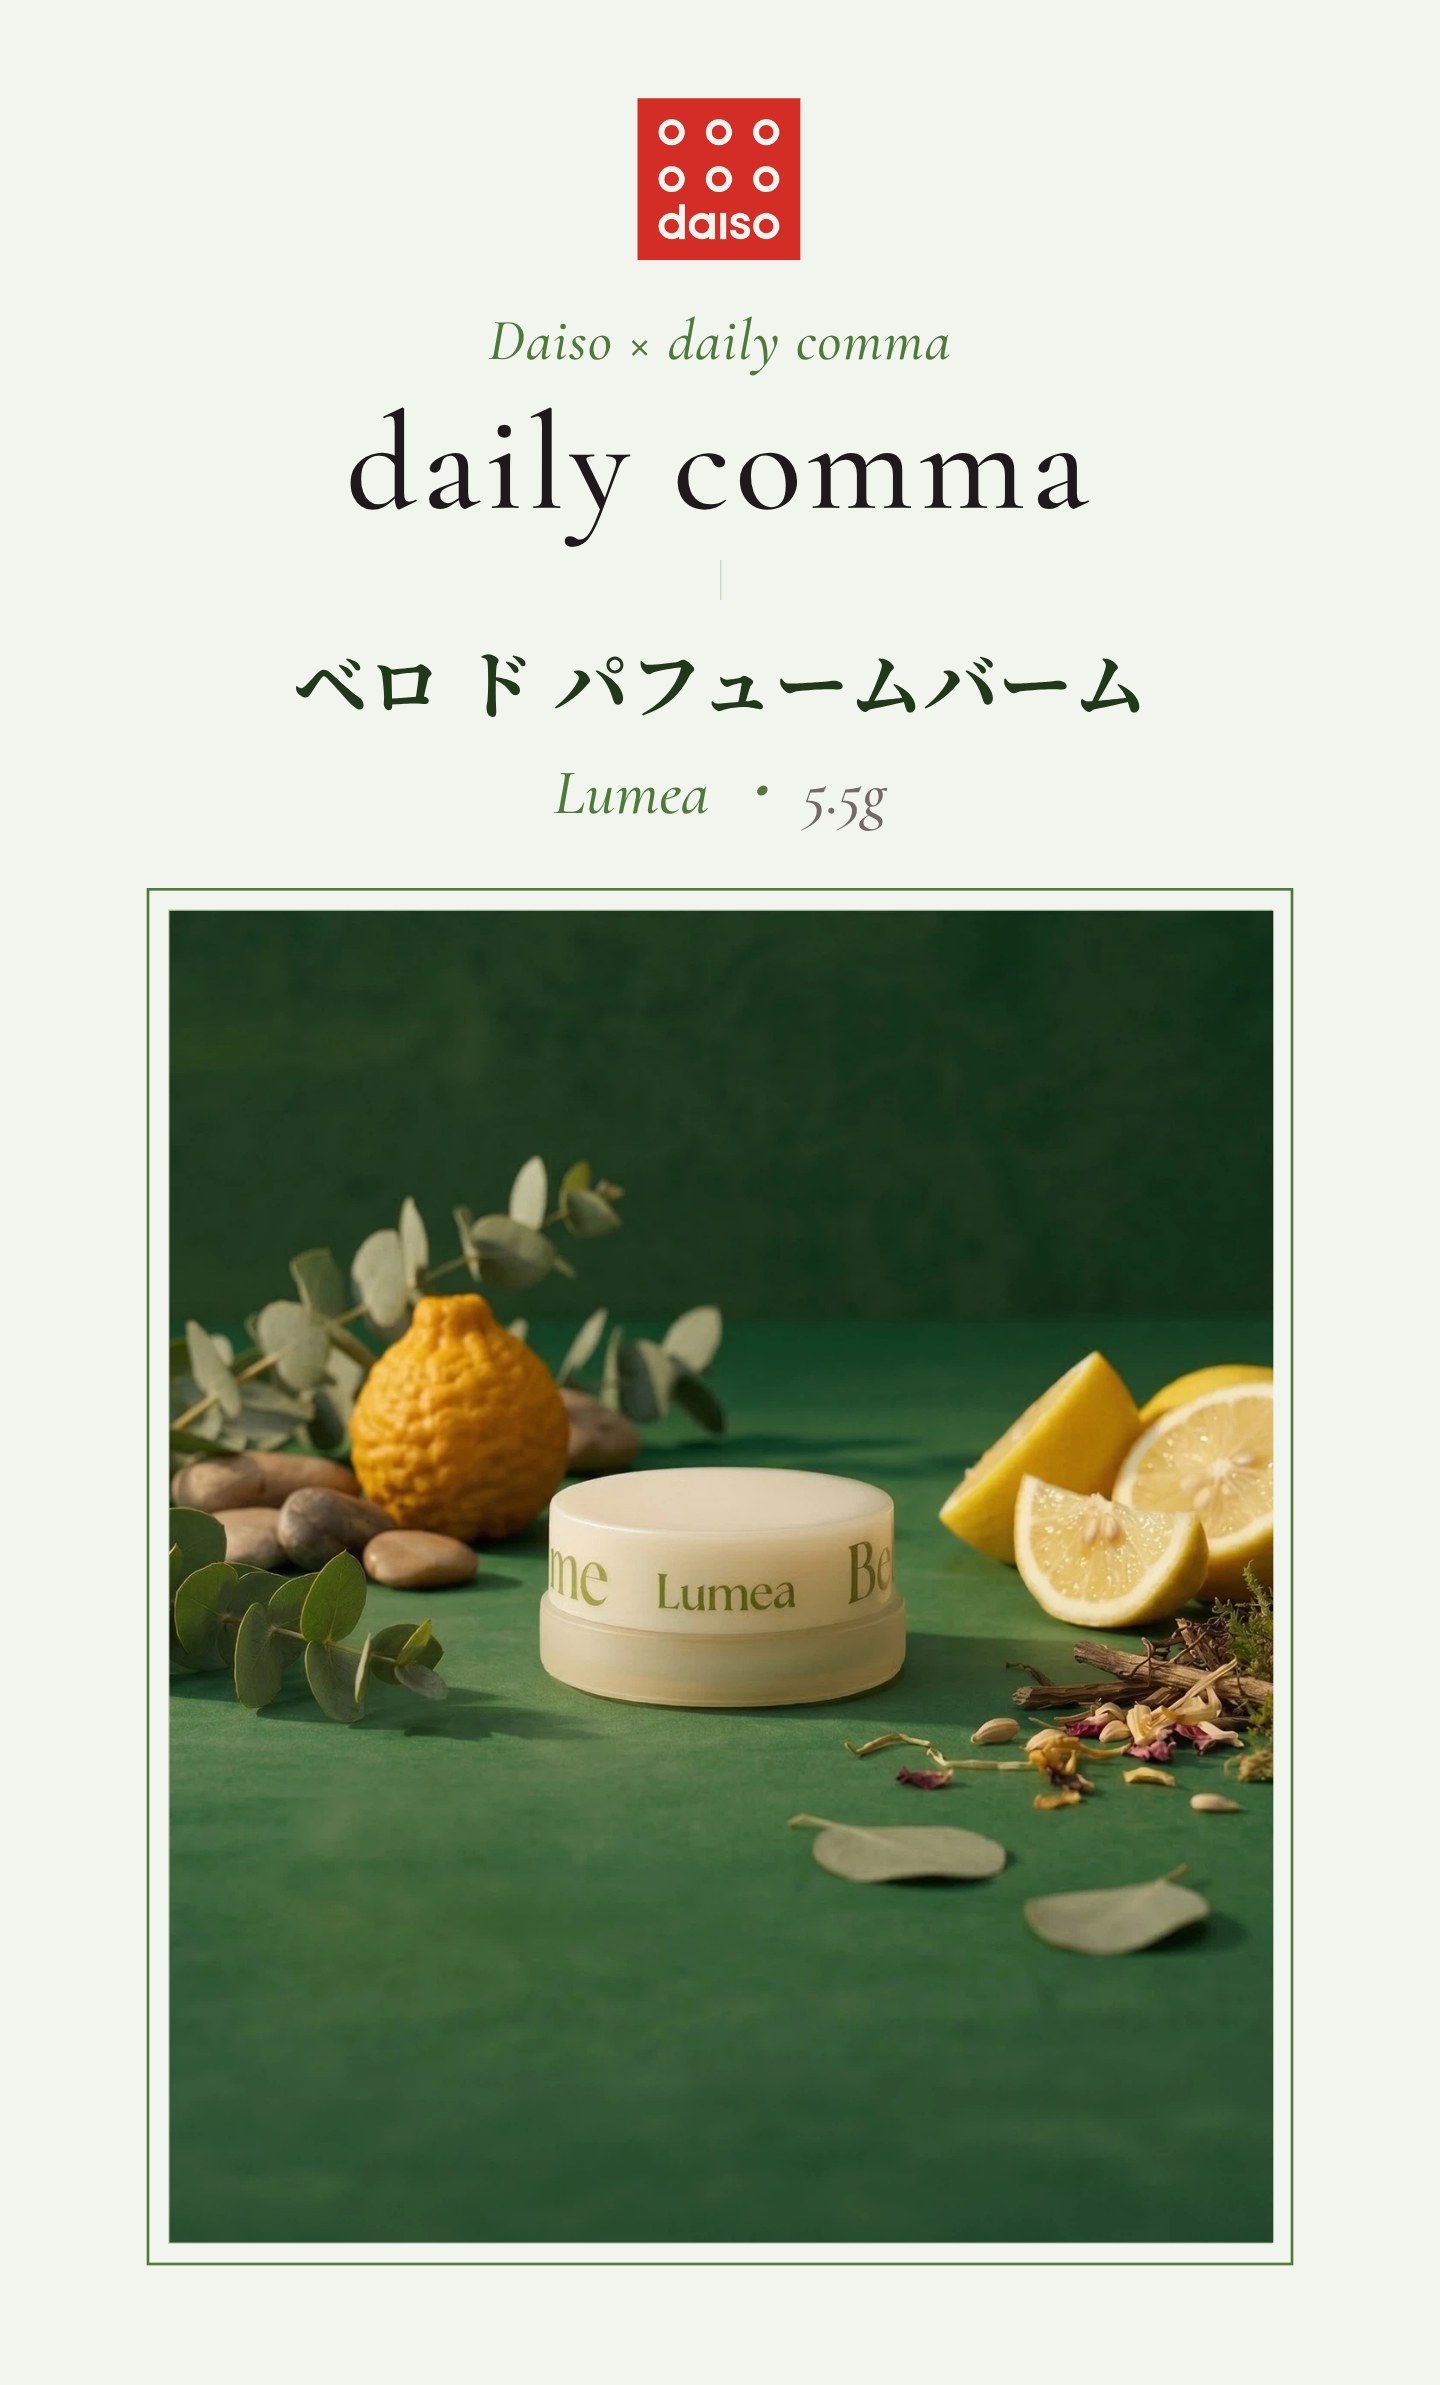 daiso
Daiso × daily comma
daily comma
ベロ ド パフュームバーム
Lumea • 5.5g
me Lumea Be